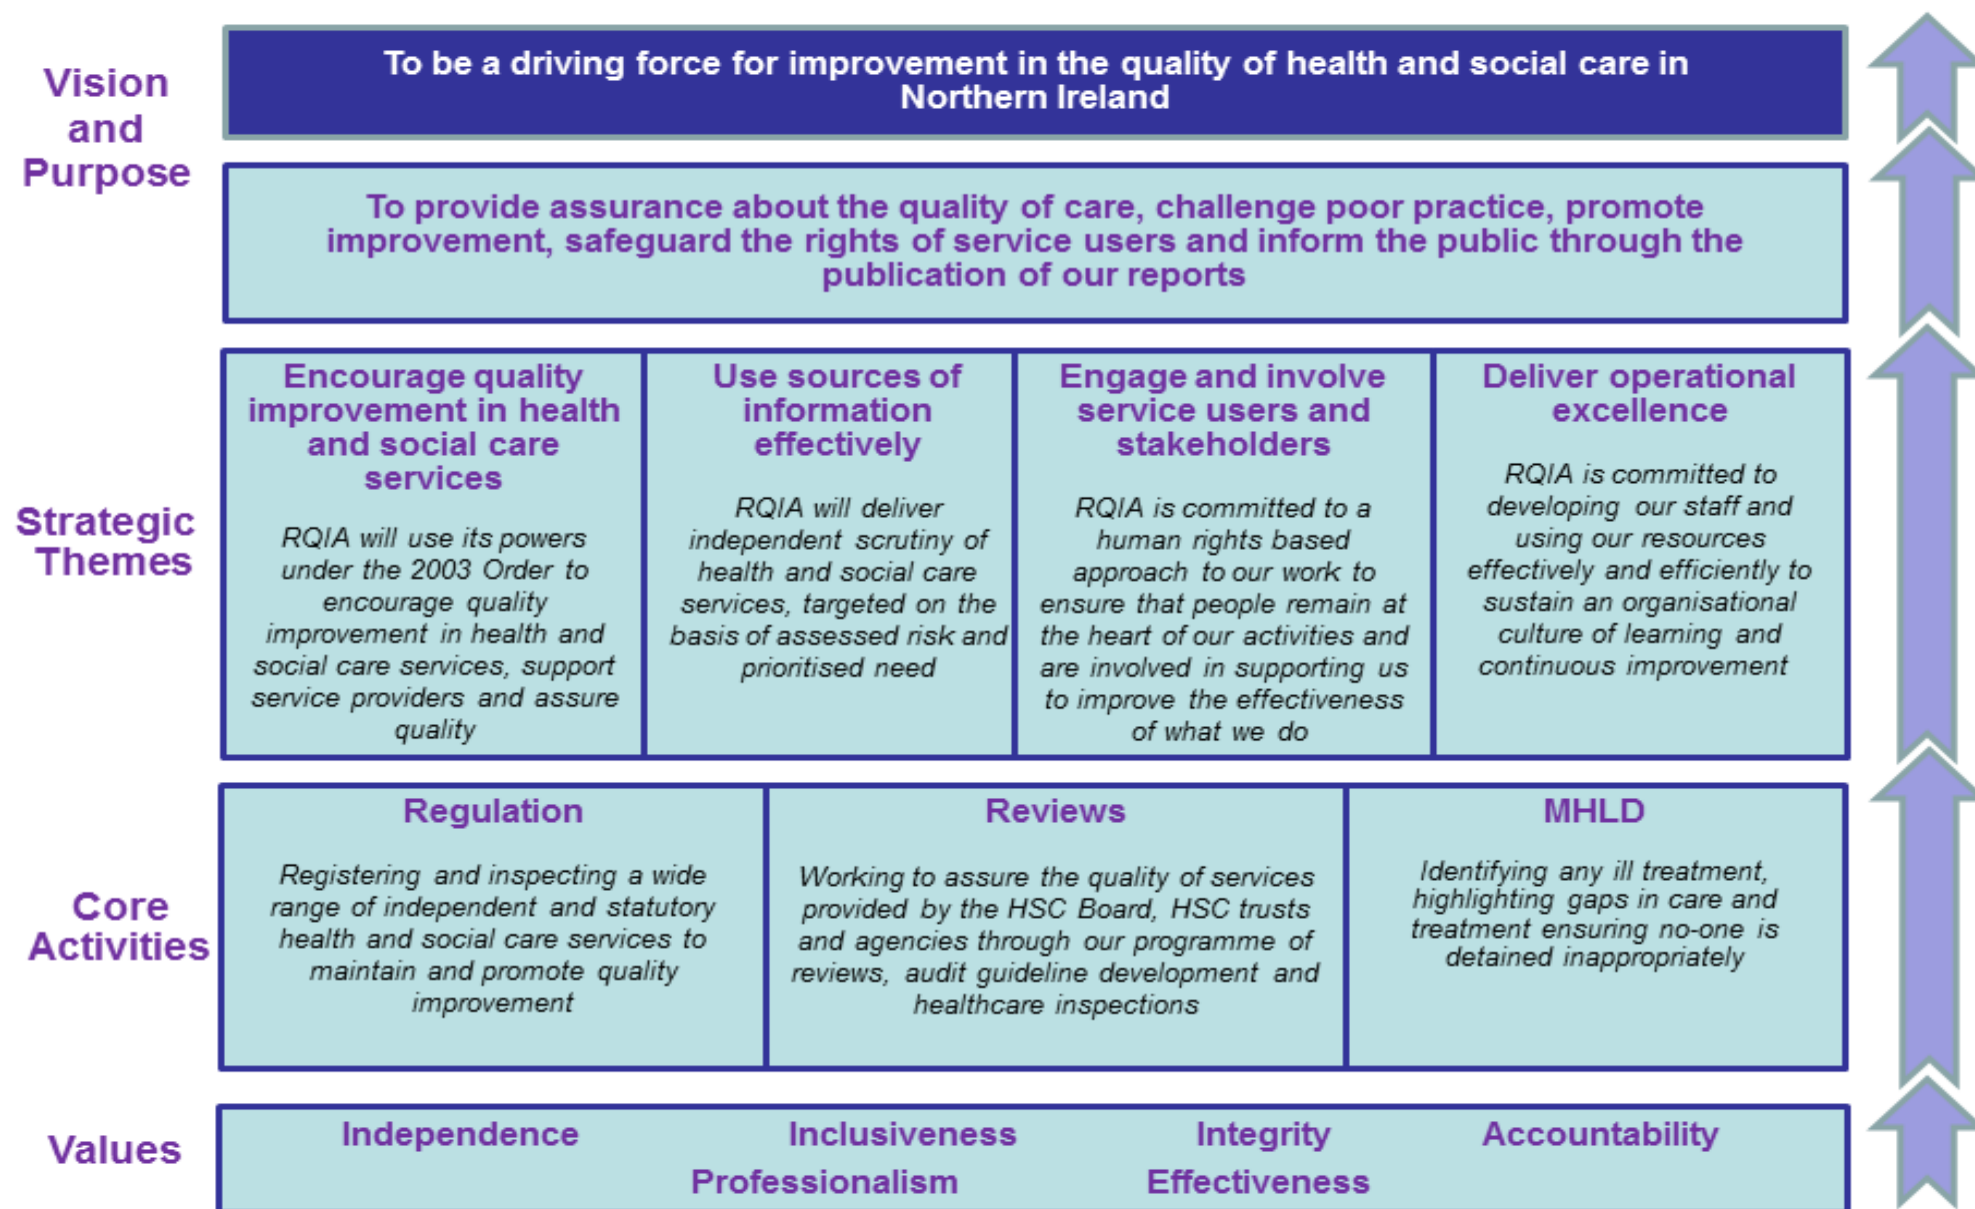 Vision
and
Purpose
To be a driving force for improvement in the quality of health and social care in
Northern Ireland
To provide assurance about the quality of care, challenge poor practice, promote
improvement, safeguard the rights of service users and inform the public through the
publication of our reports
Strategic
Themes
Encourage quality
improvement in health
and social care
services
RQIA will use its powers
under the 2003 Order to
encourage quality
improvement in health and
social care services, support
service providers and assure
quality
Use sources of
information
effectively
RQIA will deliver
independent scrutiny of
health and social care
services, targeted on the
basis of assessed risk and
prioritised need
Engage and involve
service users and
stakeholders
RQIA is committed to a
human rights based
approach to our work to
ensure that people remain at
the heart of our activities and
are involved in supporting us
to improve the effectiveness
of what we do
Deliver operational
excellence
RQIA is committed to
developing our staff and
using our resources
effectively and efficiently to
sustain an organisational
culture of learning and
continuous improvement
Core
Activities
Regulation
Registering and inspecting a wide
range of independent and statutory
health and social care services to
maintain and promote quality
improvement
Reviews
Working to assure the quality of services
provided by the HSC Board, HSC trusts
and agencies through our programme of
reviews, audit guideline development and
healthcare inspections
MHLD
Identifying any ill treatment,
highlighting gaps in care and
treatment ensuring no-one is
detained inappropriately
Values
Independence Inclusiveness Integrity Accountability
Professionalism Effectiveness